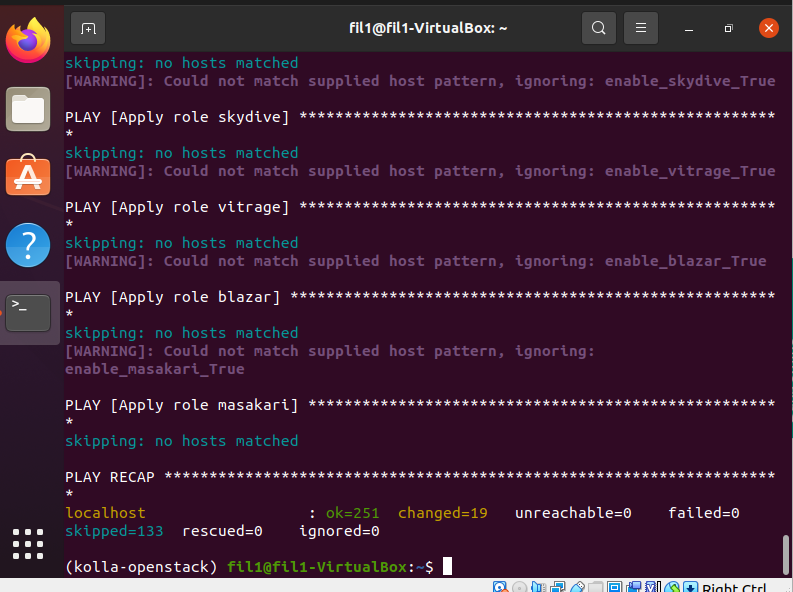 fil1@fil1-VirtualBox: ~
skipping: no hosts matched
[WARNING]: Could not match supplied host pattern, ignoring: enable_skydive_True
PLAY [Apply role skydive] *****************************************************
*
skipping: no hosts matched
[WARNING]: Could not match supplied host pattern, ignoring: enable_vitrage_True
PLAY [Apply role vitrage] *****************************************************
*
skipping: no hosts matched
[WARNING]: Could not match supplied host pattern, ignoring: enable_blazar_True
PLAY [Apply role blazar] ******************************************************
*
skipping: no hosts matched
[WARNING]: Could not match supplied host pattern, ignoring:
enable_masakari_True
PLAY [Apply role masakari] ****************************************************
*
skipping: no hosts matched
PLAY RECAP ********************************************************************
*
localhost                  : ok=251  changed=19   unreachable=0    failed=0
skipped=133  rescued=0    ignored=0
(kolla-openstack) fil1@fil1-VirtualBox:~$
Right Ctrl